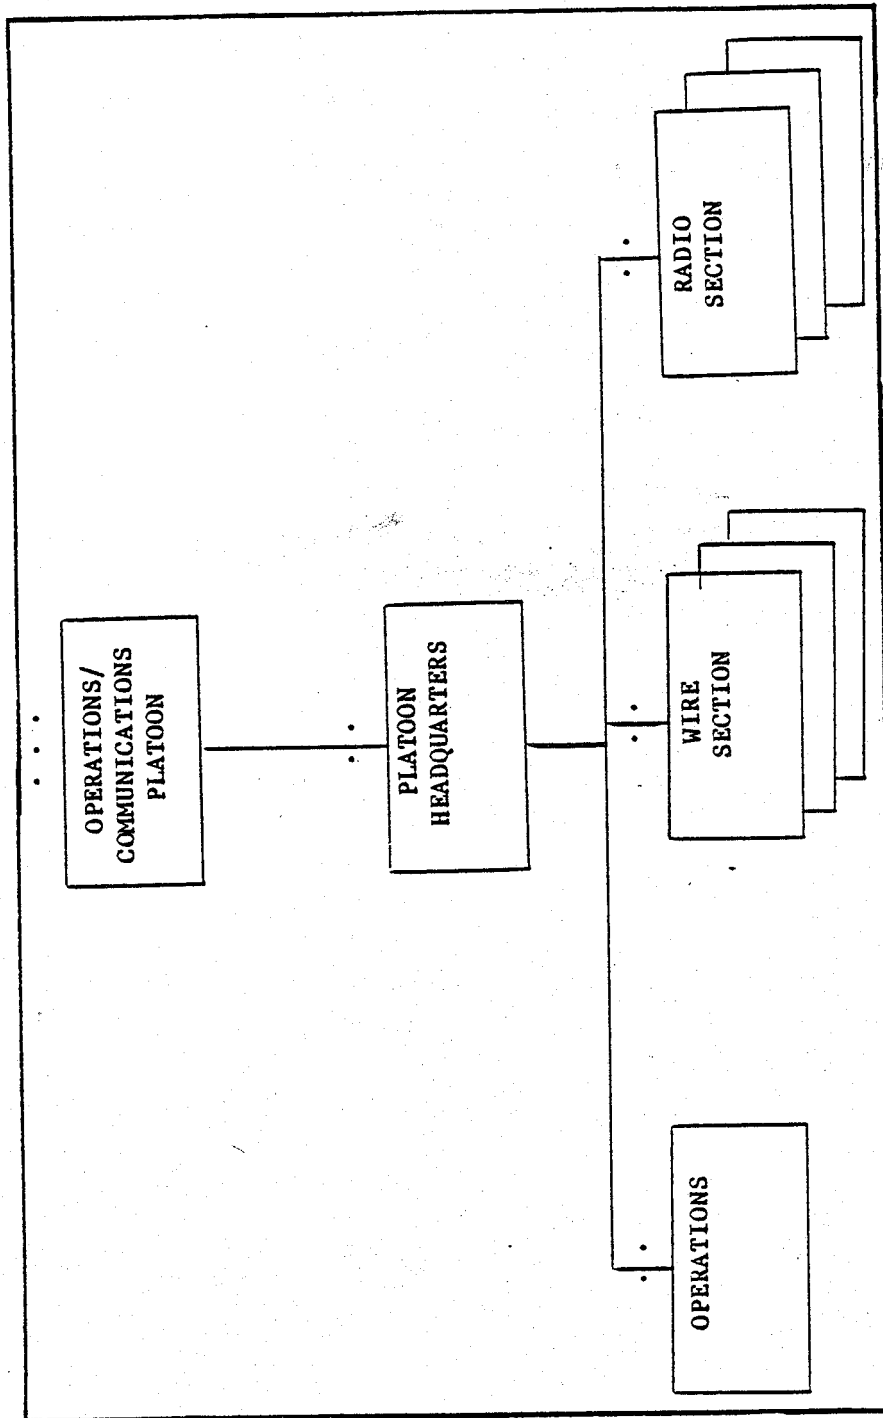 OPERATIONS/
COMMUNICATIONS
PLATOON
PLATOON
HEADQUARTERS
OPERATIONS
WIRE
SECTION
RADIO
SECTION